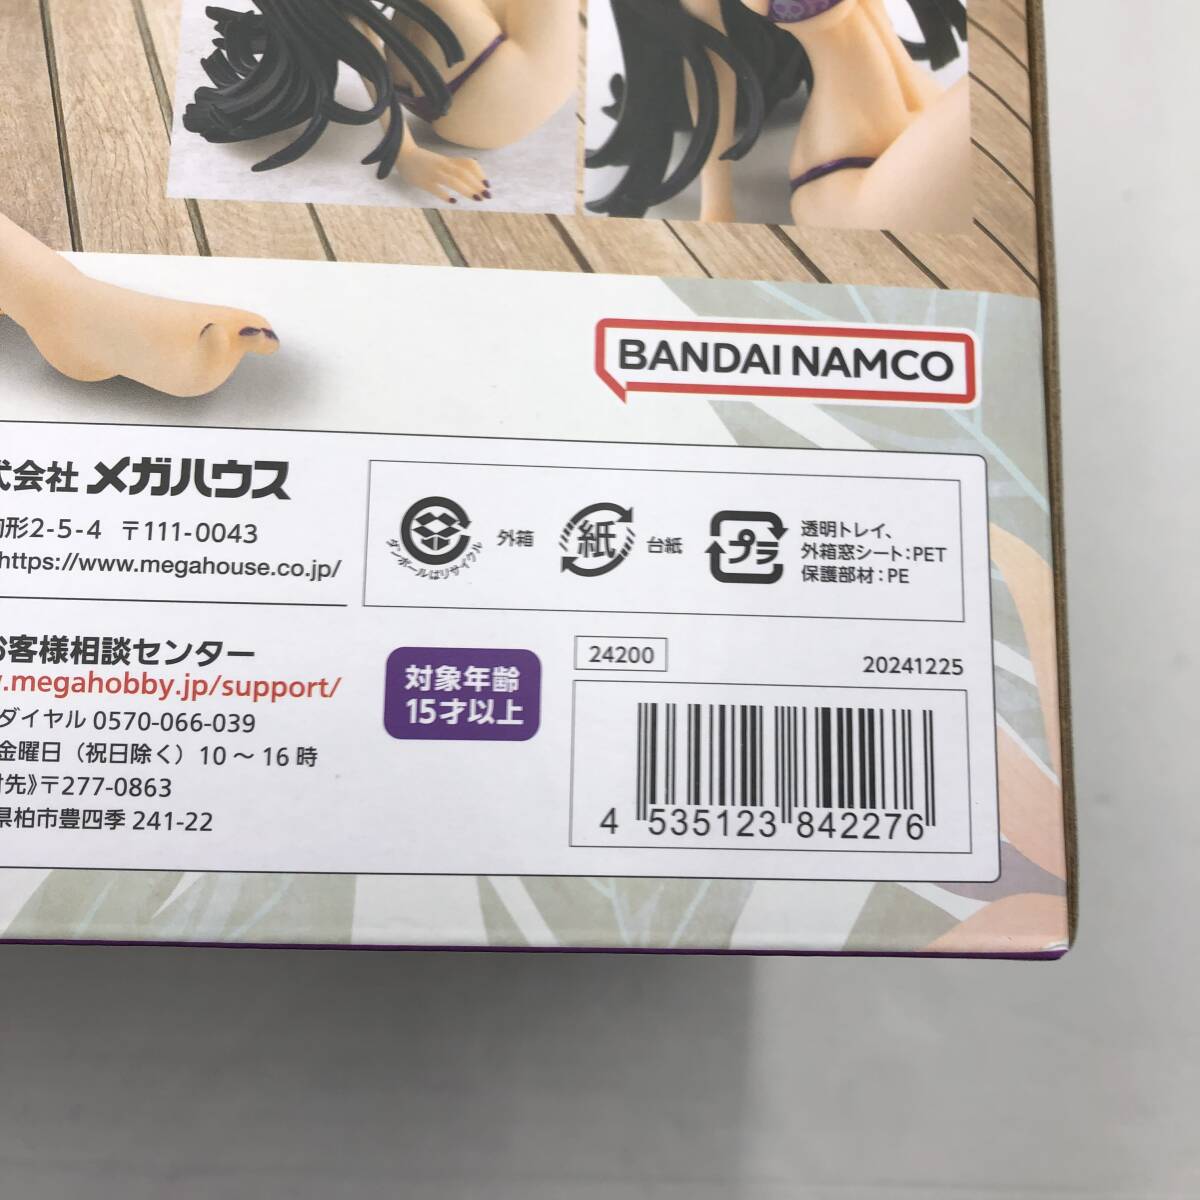 BANDAI NAMCO
式会社 メガハウス
形2-5-4 〒111-0043
https://www.megahouse.co.jp/
お客様相談センター
.megahobby.jp/support/
ダイヤル 0570-066-039
金曜日（祝日除く）10～16時
付先》〒277-0863
県柏市豊四季 241-22
ダンボールはリサイクル
外箱
紙
台紙
プラ
透明トレイ、
外箱窓シート:PET
保護部材:PE
対象年齢
15才以上
24200
20241225
4 535123 842276